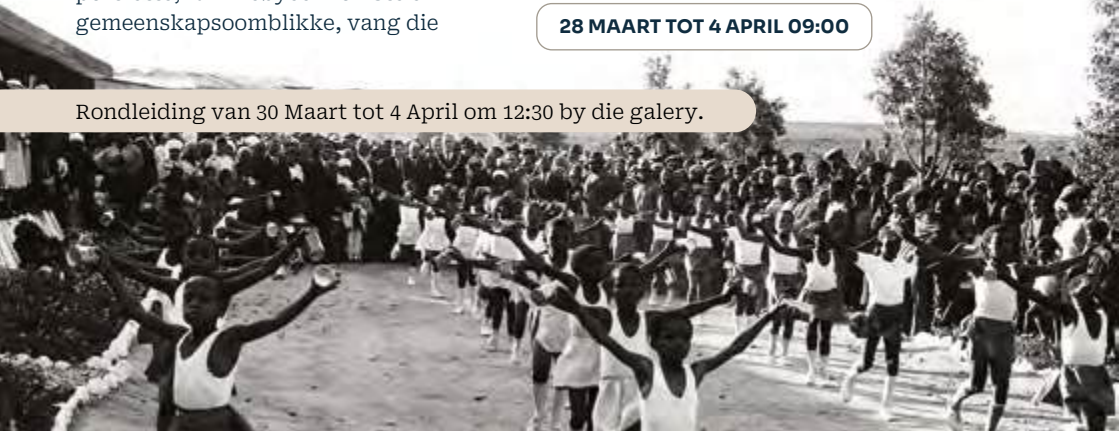 gemeenskapsoomblikke, vang die
28 MAART TOT 4 APRIL 09:00
Rondleiding van 30 Maart tot 4 April om 12:30 by die galery.